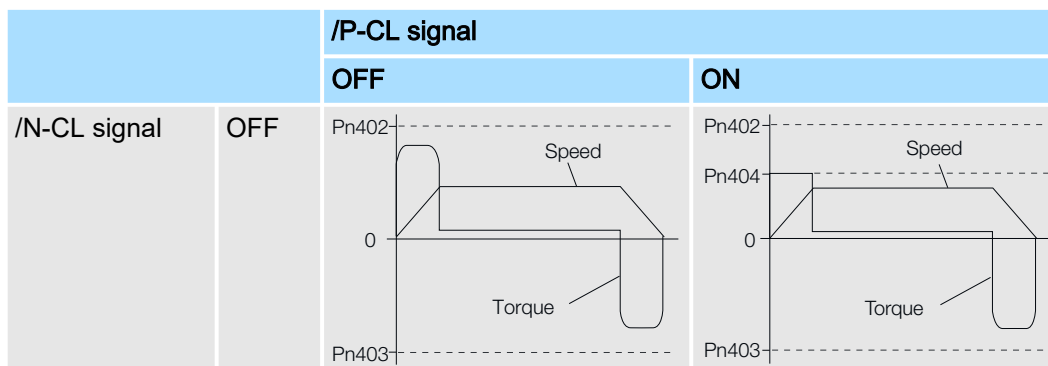 /P-CL signal
OFF
ON
/N-CL signal
OFF
Pn402
Speed
0
Torque
Pn403
Pn402
Speed
Pn404
0
Torque
Pn403